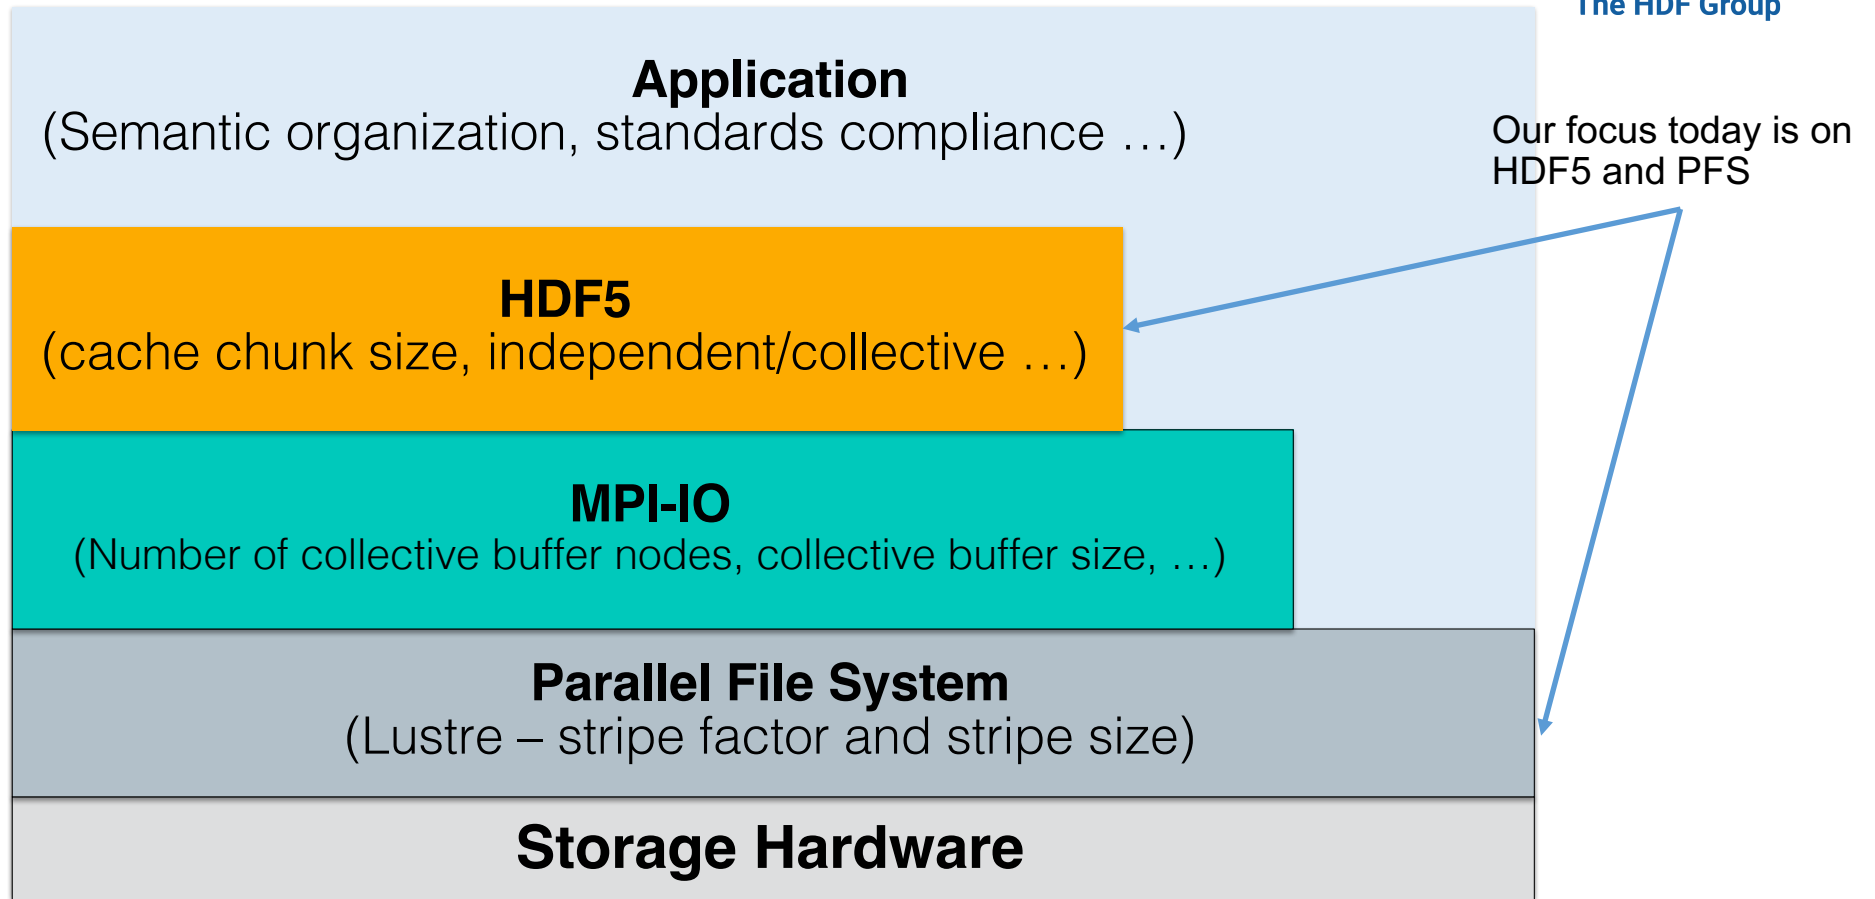 The HDF Group
Application
(Semantic organization, standards compliance …)
Our focus today is on
HDF5 and PFS
HDF5
(cache chunk size, independent/collective …)
MPI-IO
(Number of collective buffer nodes, collective buffer size, …)
Parallel File System
(Lustre – stripe factor and stripe size)
Storage Hardware